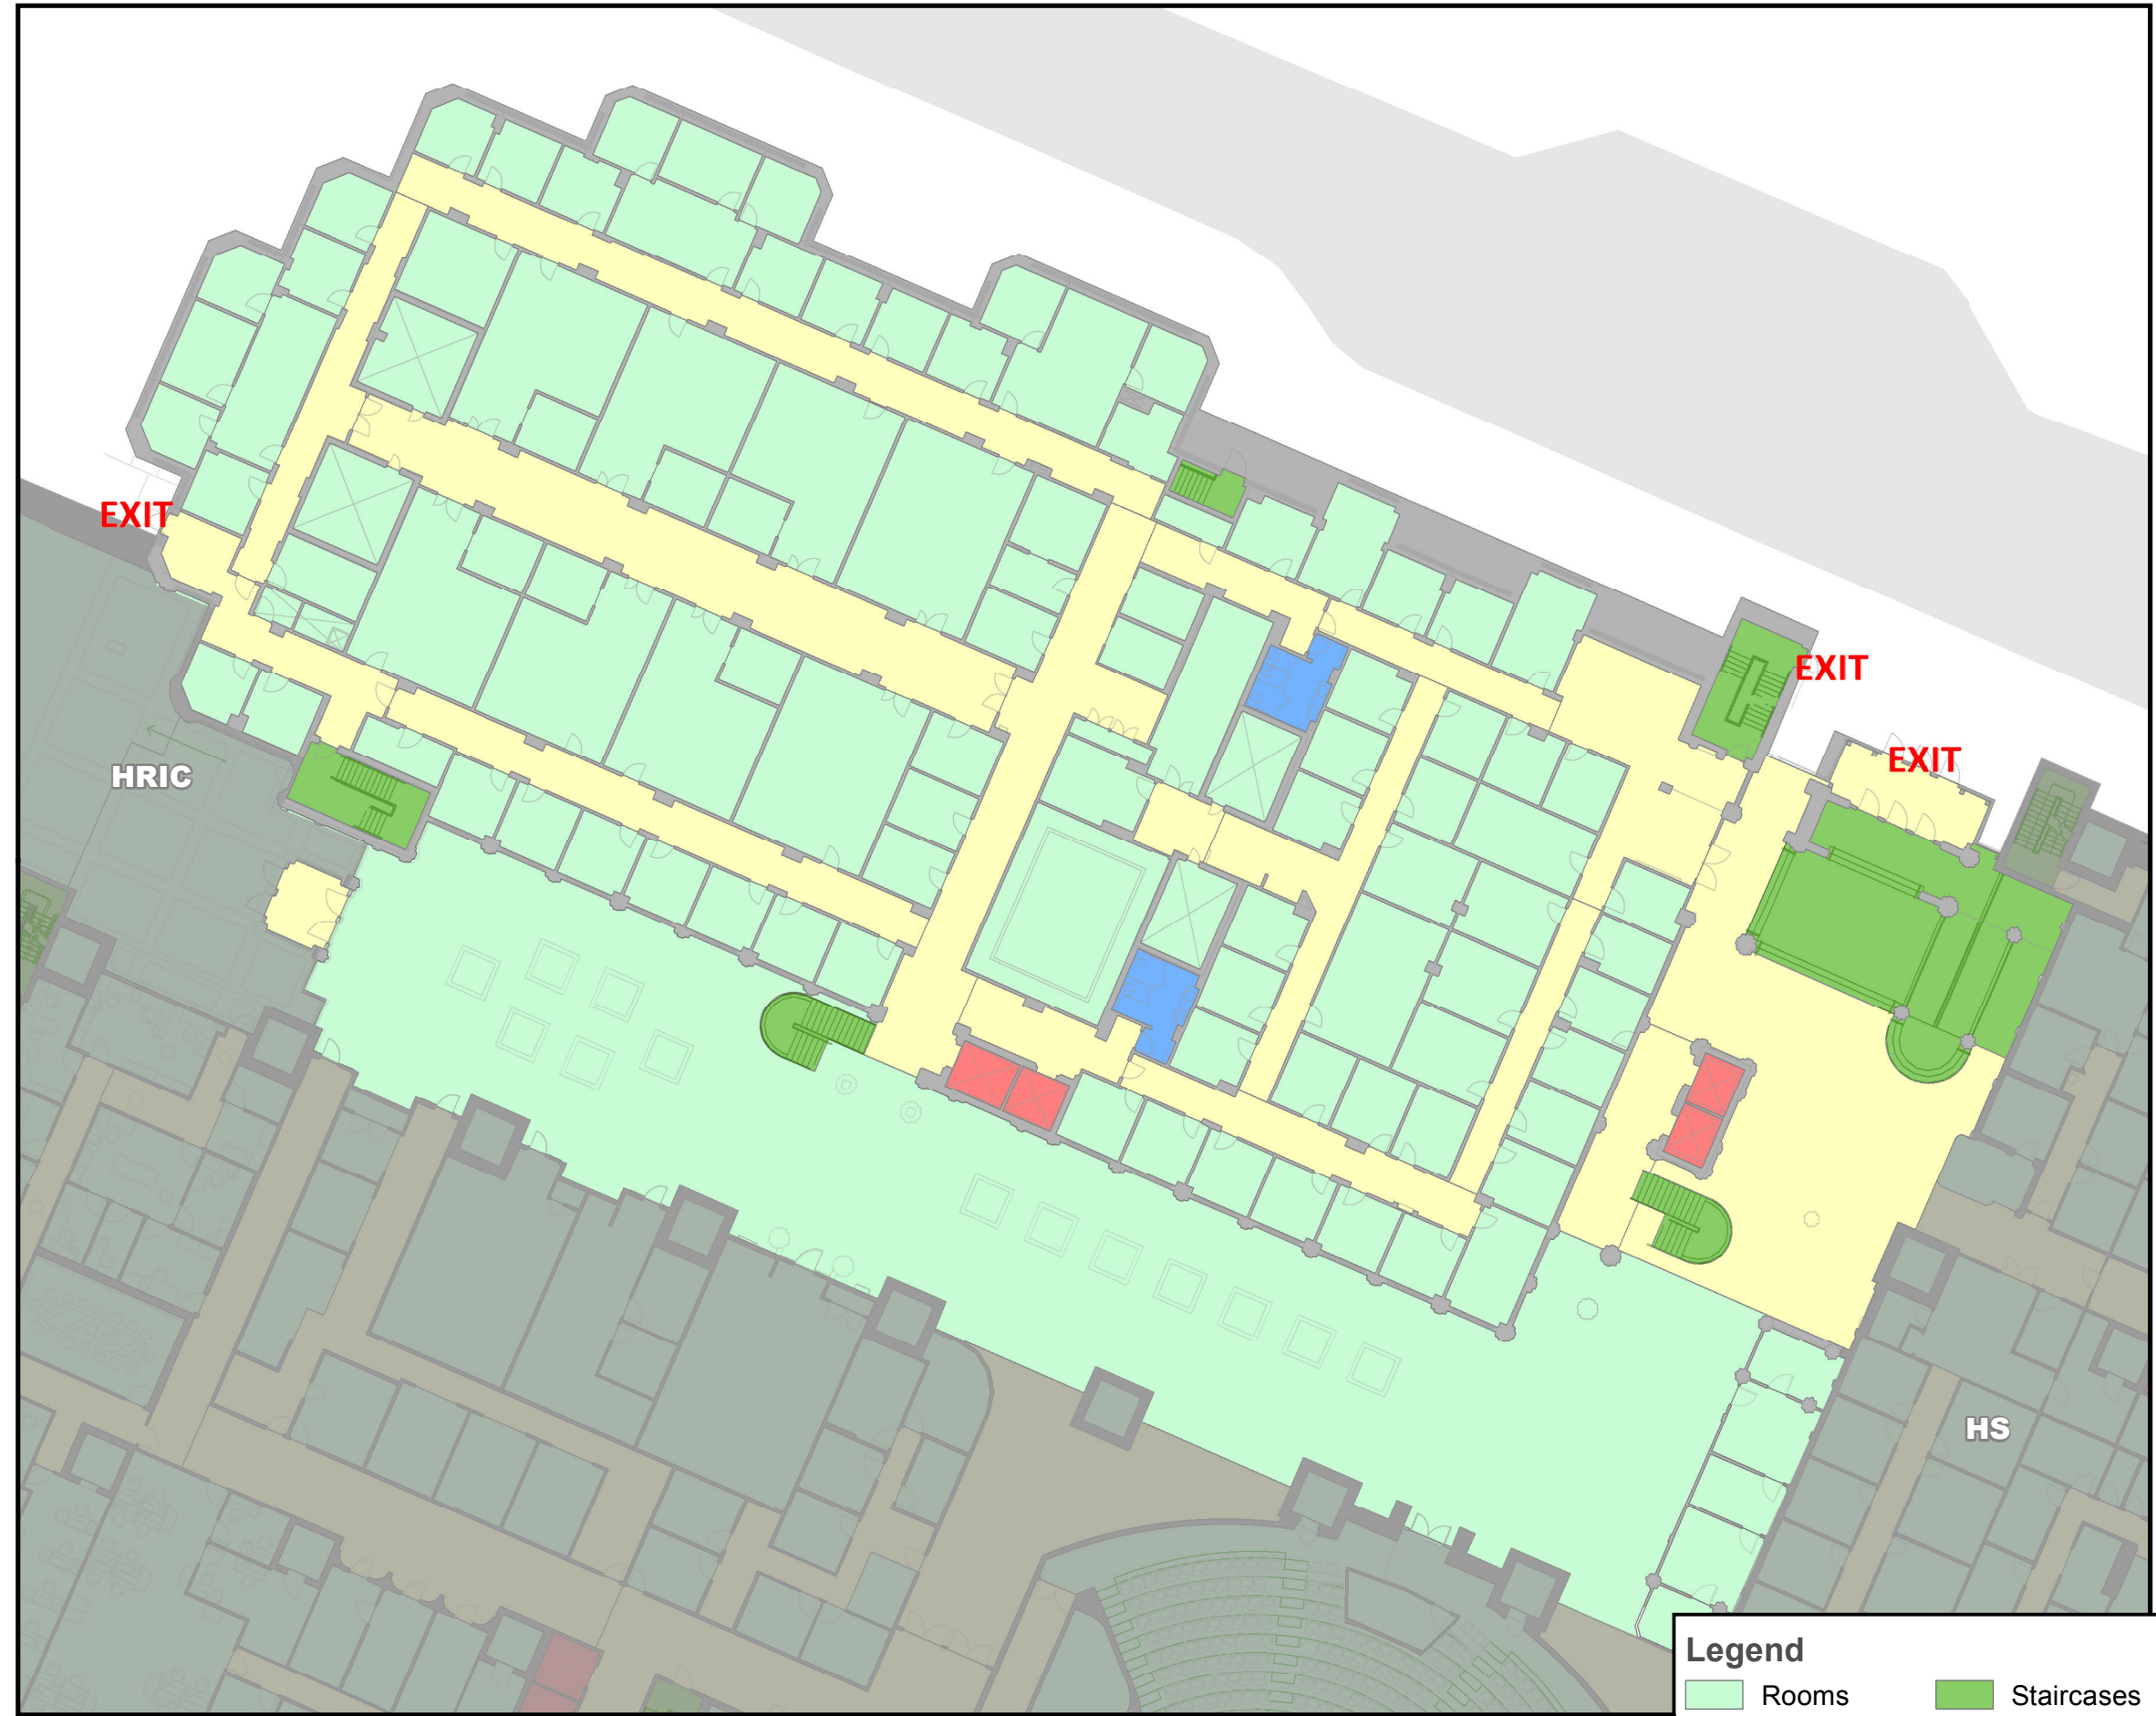 EXIT
EXIT
EXIT
HRIC
HS
Legend
Rooms
Staircases